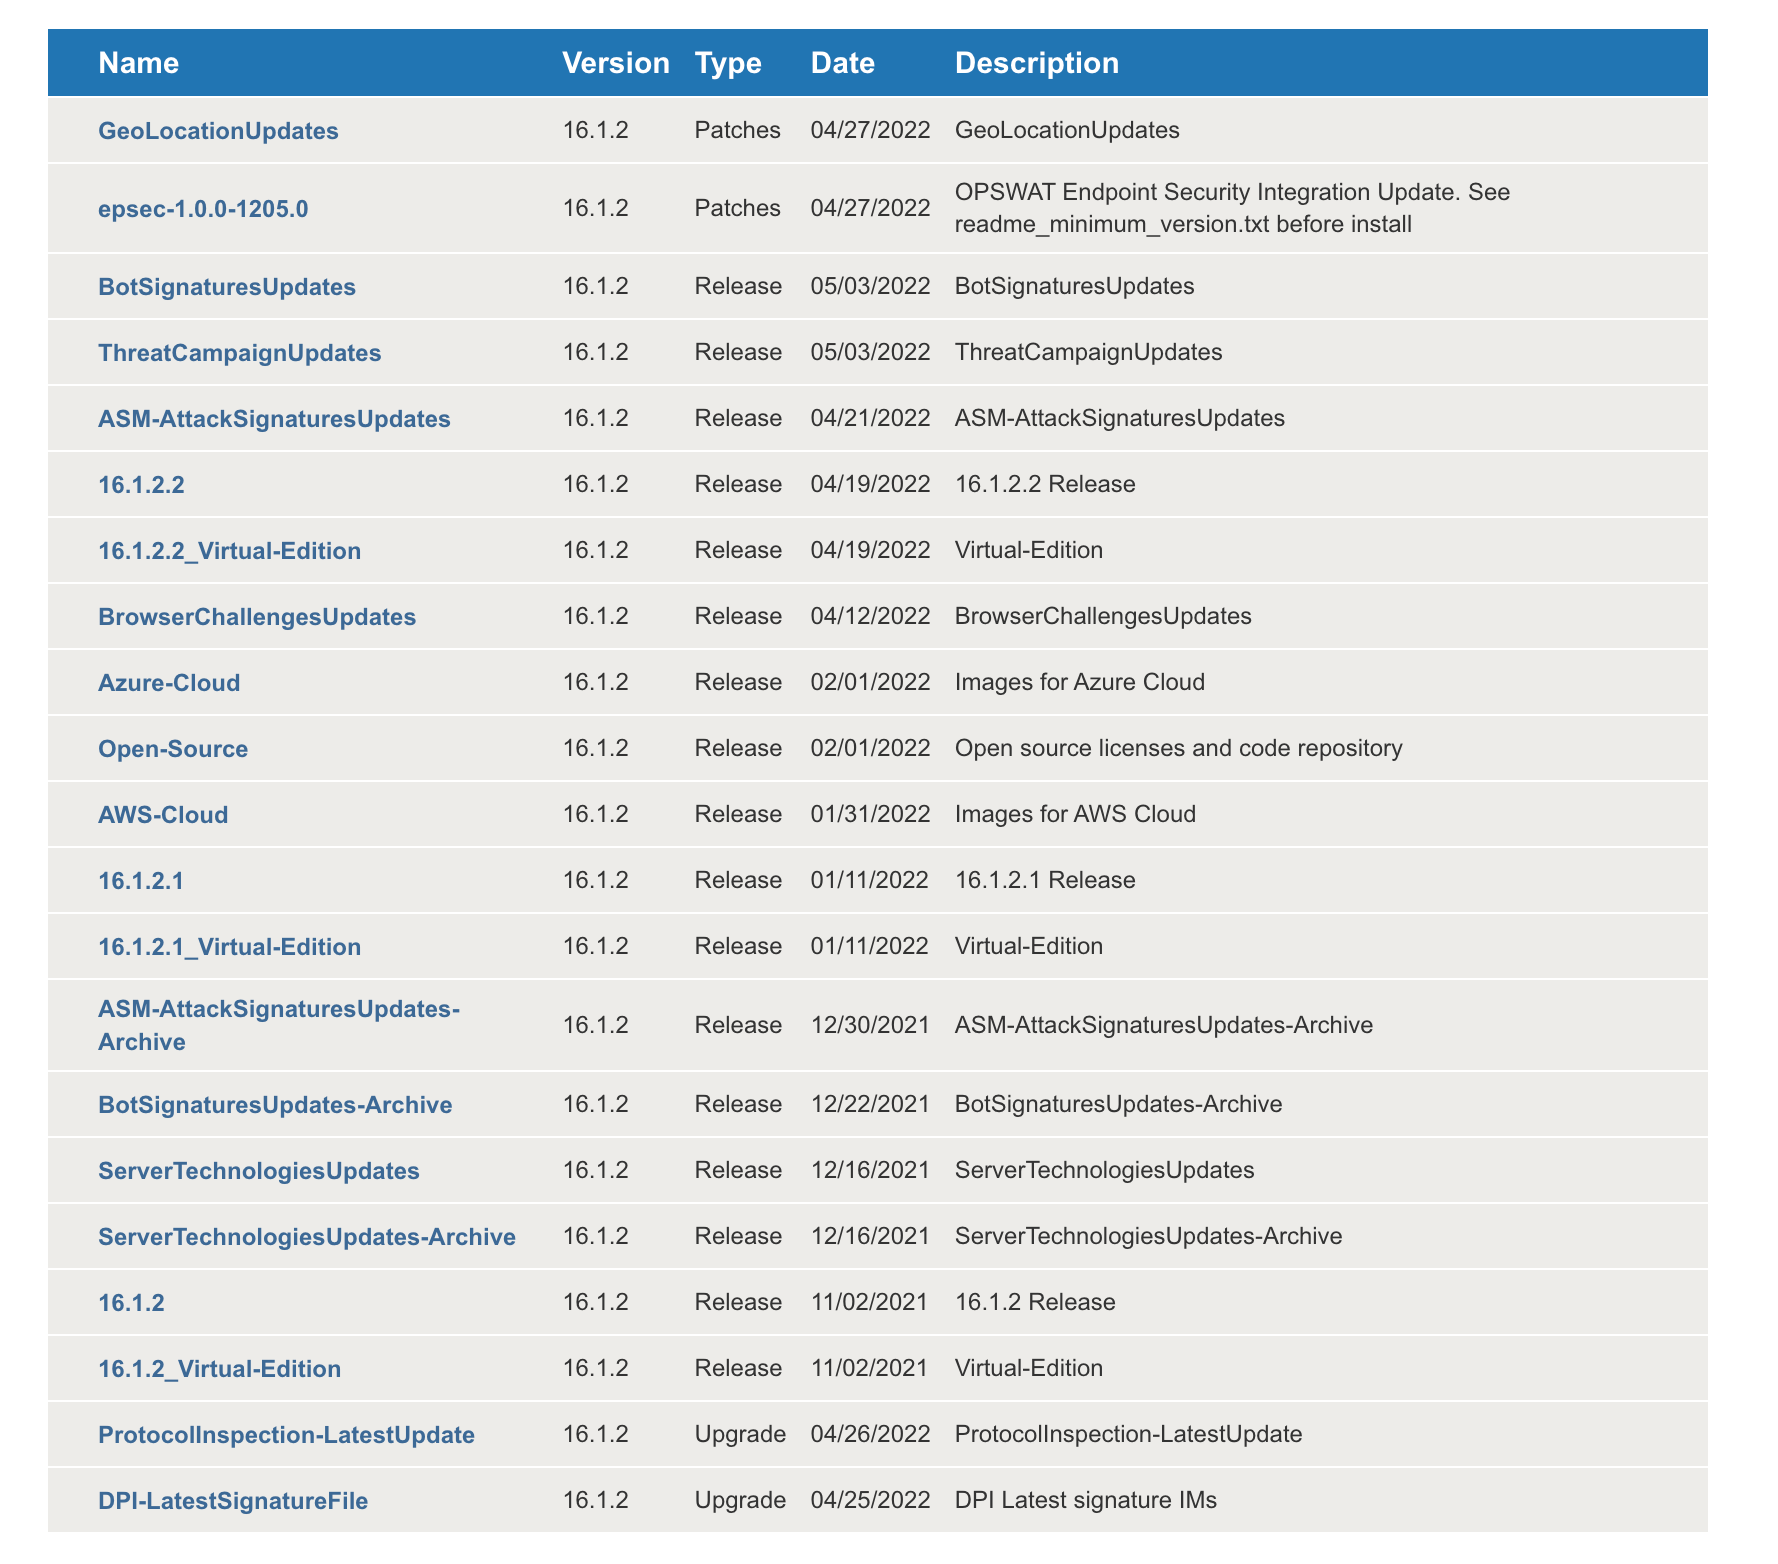 Name Version Type Date Description
GeoLocationUpdates 16.1.2 Patches 04/27/2022 GeoLocationUpdates
epsec-1.0.0-1205.0 16.1.2 Patches 04/27/2022 OPSWAT Endpoint Security Integration Update. See
readme_minimum_version.txt before install
BotSignaturesUpdates 16.1.2 Release 05/03/2022 BotSignaturesUpdates
ThreatCampaignUpdates 16.1.2 Release 05/03/2022 ThreatCampaignUpdates
ASM-AttackSignaturesUpdates 16.1.2 Release 04/21/2022 ASM-AttackSignaturesUpdates
16.1.2.2 16.1.2 Release 04/19/2022 16.1.2.2 Release
16.1.2.2_Virtual-Edition 16.1.2 Release 04/19/2022 Virtual-Edition
BrowserChallengesUpdates 16.1.2 Release 04/12/2022 BrowserChallengesUpdates
Azure-Cloud 16.1.2 Release 02/01/2022 Images for Azure Cloud
Open-Source 16.1.2 Release 02/01/2022 Open source licenses and code repository
AWS-Cloud 16.1.2 Release 01/31/2022 Images for AWS Cloud
16.1.2.1 16.1.2 Release 01/11/2022 16.1.2.1 Release
16.1.2.1_Virtual-Edition 16.1.2 Release 01/11/2022 Virtual-Edition
ASM-AttackSignaturesUpdates-
Archive 16.1.2 Release 12/30/2021 ASM-AttackSignaturesUpdates-Archive
BotSignaturesUpdates-Archive 16.1.2 Release 12/22/2021 BotSignaturesUpdates-Archive
ServerTechnologiesUpdates 16.1.2 Release 12/16/2021 ServerTechnologiesUpdates
ServerTechnologiesUpdates-Archive 16.1.2 Release 12/16/2021 ServerTechnologiesUpdates-Archive
16.1.2 16.1.2 Release 11/02/2021 16.1.2 Release
16.1.2_Virtual-Edition 16.1.2 Release 11/02/2021 Virtual-Edition
ProtocolInspection-LatestUpdate 16.1.2 Upgrade 04/26/2022 ProtocolInspection-LatestUpdate
DPI-LatestSignatureFile 16.1.2 Upgrade 04/25/2022 DPI Latest signature IMs